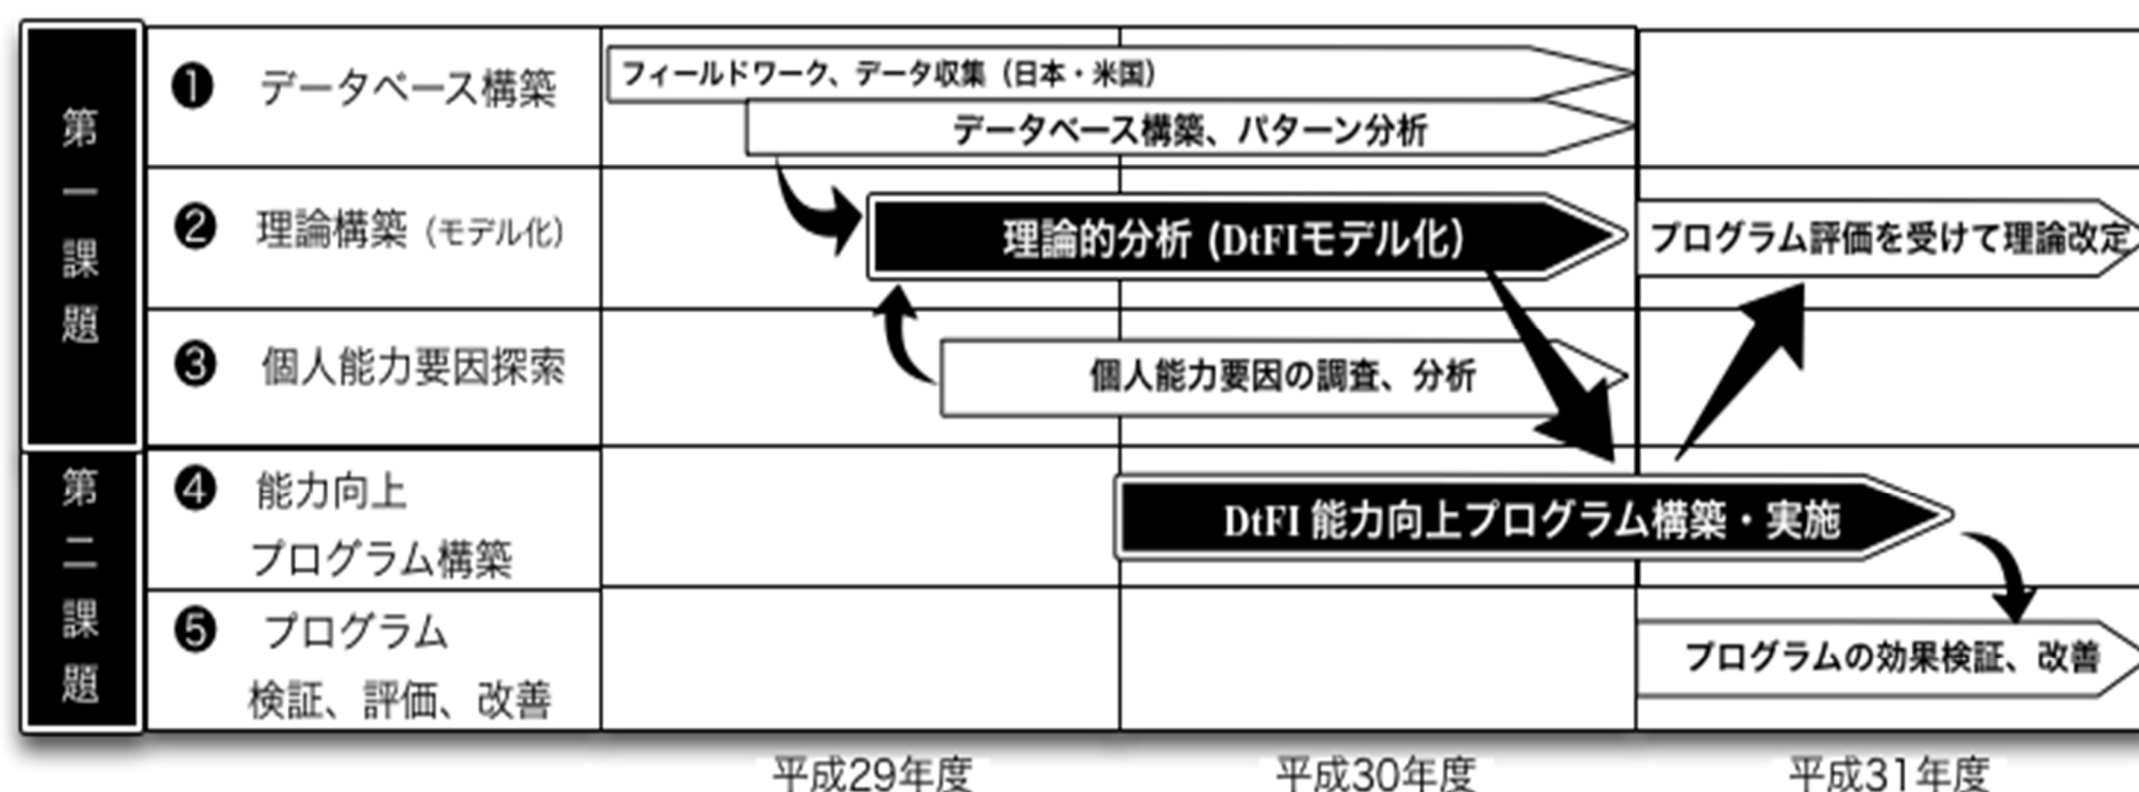 第一課題
❶ データベース構築
フィールドワーク、データ収集（日本・米国）
データベース構築、パターン分析
❷ 理論構築（モデル化）
理論的分析 (DtFIモデル化）
プログラム評価を受けて理論改定
❸ 個人能力要因探索
個人能力要因の調査、分析
第二課題
❹ 能力向上
プログラム構築
DtFI 能力向上プログラム構築・実施
❺ プログラム
検証、評価、改善
プログラムの効果検証、改善
平成29年度
平成30年度
平成31年度